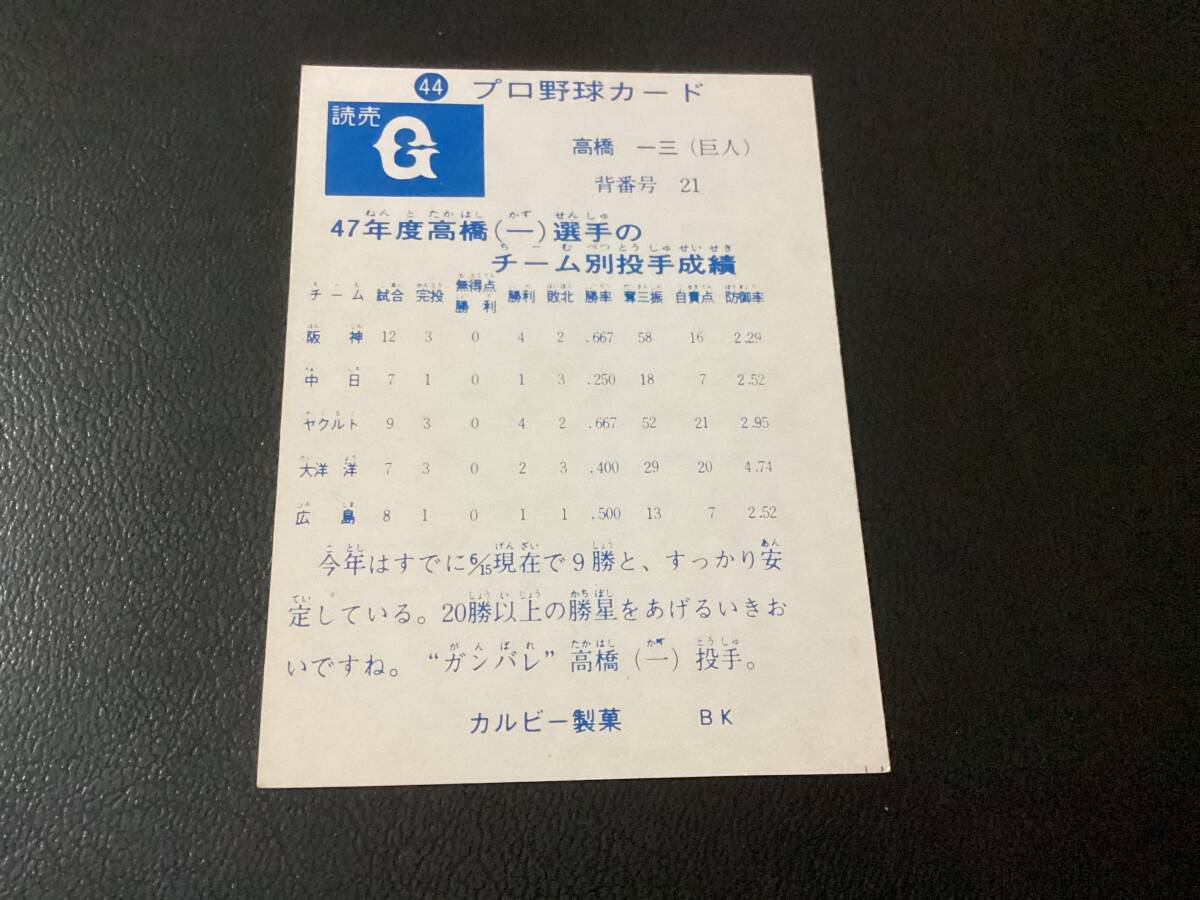 44 プロ野球カード
読売
G
高橋 一三(巨人)
背番号 21
47年度高橋(一)選手の
チーム別投手成績
チーム 試合 完投 無得点勝利 勝利 敗北 勝率 奪三振 自責点 防御率
阪神 12 3 0 4 2 .667 58 16 2.29
中日 7 1 0 1 3 .250 18 7 2.52
ヤクルト 9 3 0 4 2 .667 52 21 2.95
大洋洋 7 3 0 2 3 .400 29 20 4.74
広島 8 1 0 1 1 .500 13 7 2.52
今年はすでに6/15現在で9勝と、すっかり安
定している。20勝以上の勝星をあげるいきお
いですね。“ガンバレ”高橋(一)投手。
カルビー製菓 BK